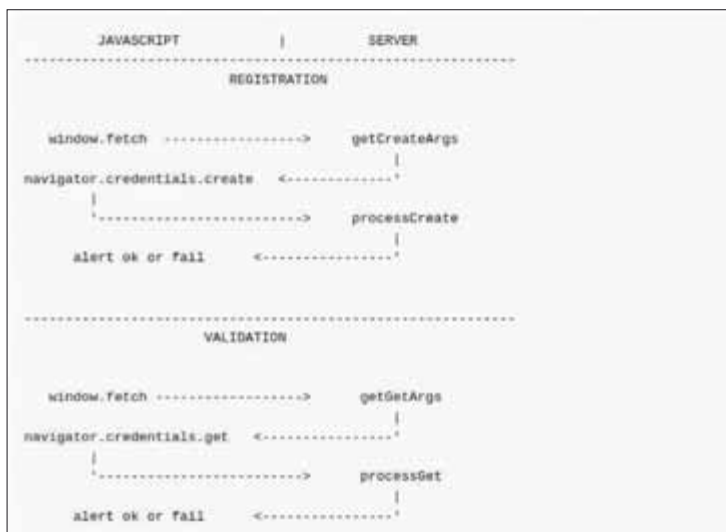 JAVASCRIPT | SERVER
------------------------------------------------------------
REGISTRATION
window.fetch -----------------> getCreateArgs
|
navigator.credentials.create <-------------'
|
'-------------------------> processCreate
|
alert ok or fail <----------------'
------------------------------------------------------------
VALIDATION
window.fetch ------------------> getGetArgs
|
navigator.credentials.get <----------------'
|
'-------------------------> processGet
|
alert ok or fail <----------------'